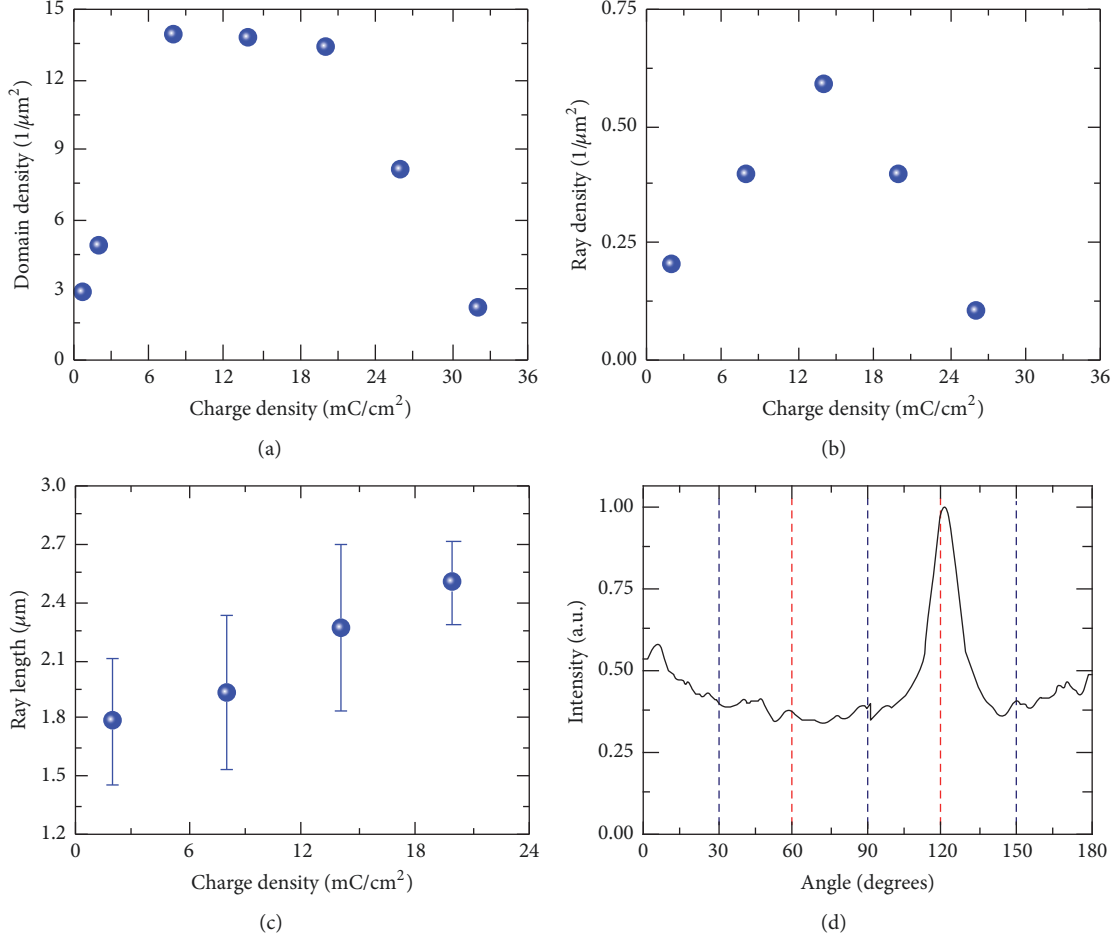 15
12
9
6
3
0
Domain density (1/μm²)
0 6 12 18 24 30 36
Charge density (mC/cm²)
(a)
0.75
0.50
0.25
0.00
Ray density (1/μm²)
0 6 12 18 24 30 36
Charge density (mC/cm²)
(b)
3.0
2.7
2.4
2.1
1.8
1.5
1.2
Ray length (μm)
0 6 12 18 24
Charge density (mC/cm²)
(c)
1.00
0.75
0.50
0.25
0.00
Intensity (a.u.)
0 30 60 90 120 150 180
Angle (degrees)
(d)